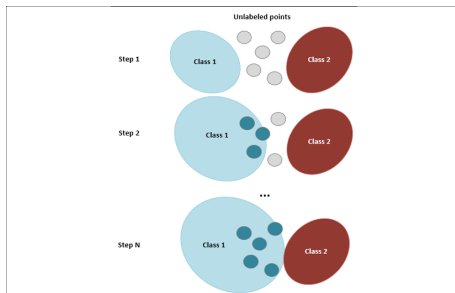 Unlabeled points
Step 1
Class 1
Class 2
Step 2
Class 1
Class 2
...
Step N
Class 1
Class 2